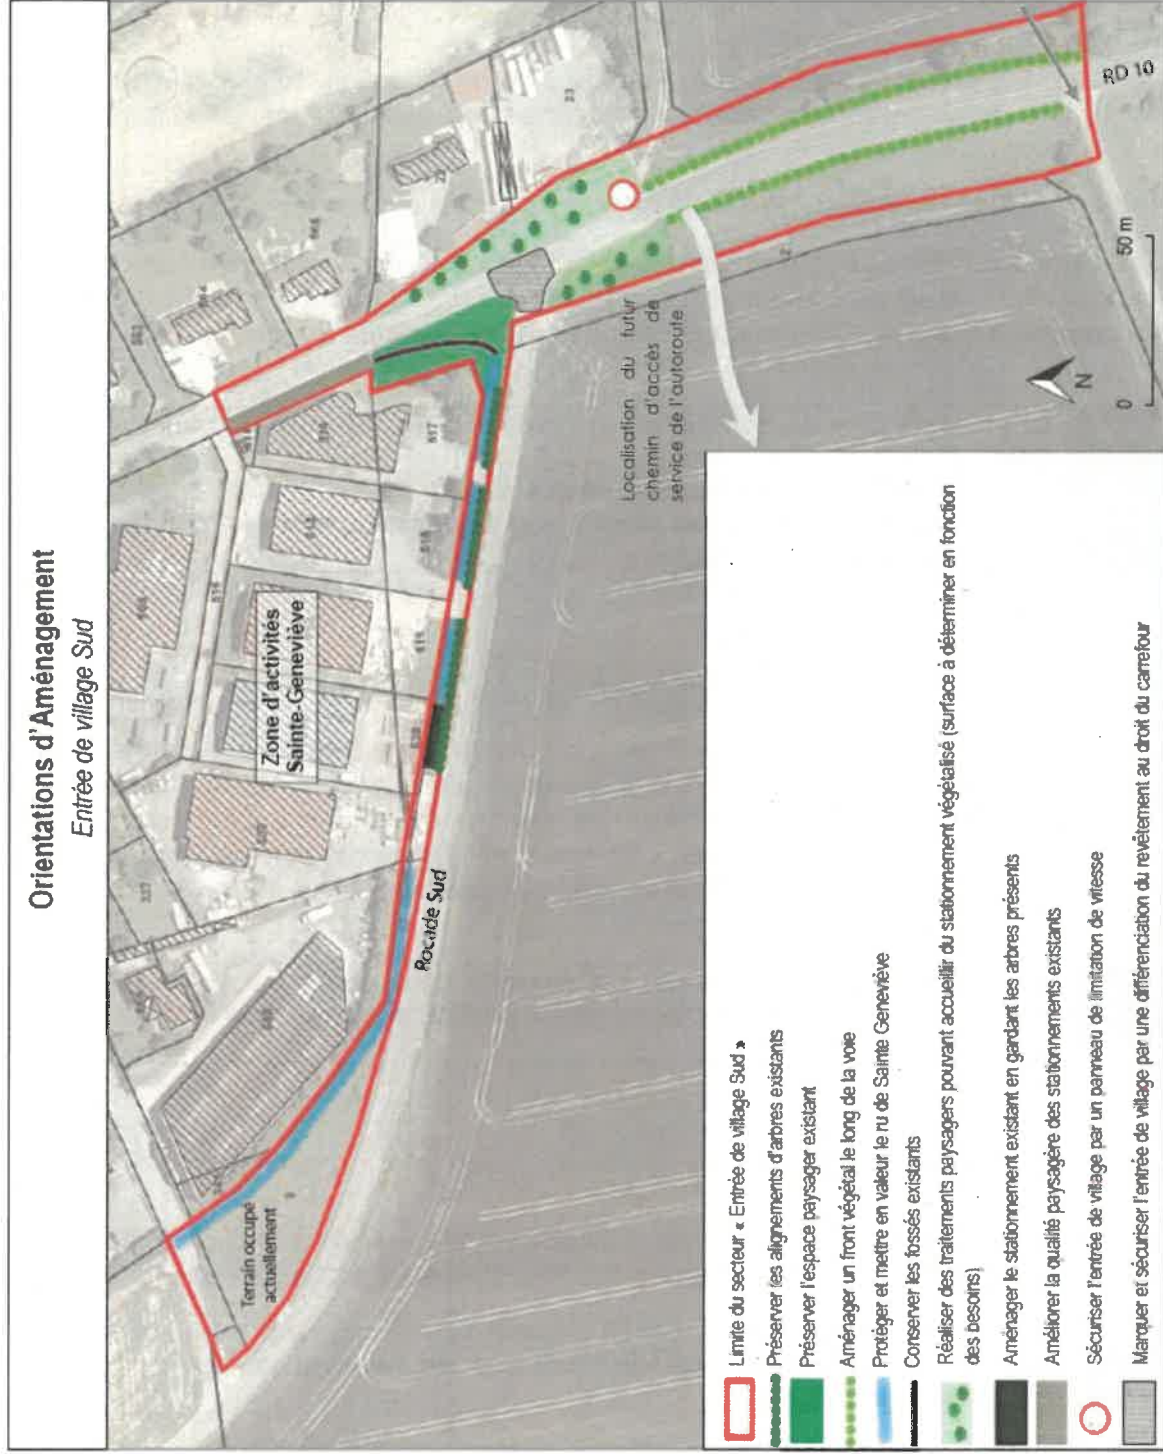 Orientations d'Aménagement
Entrée de village Sud
Zone d'activités
Sainte-Geneviève
Rocade Sud
Terrain occupé
actuellement
Localisation du futur
chemin d'accès de
service de l'autoroute
RD 10
N
0 50 m
Limite du secteur « Entrée de village Sud »
Préserver les alignements d'arbres existants
Préserver l'espace paysager existant
Aménager un front végétal le long de la voie
Protéger et mettre en valeur le ru de Sainte Geneviève
Conserver les fossés existants
Réaliser des traitements paysagers pouvant accueillir du stationnement végétalisé (surface à déterminer en fonction
des besoins)
Aménager le stationnement existant en gardant les arbres présents
Améliorer la qualité paysagère des stationnements existants
Sécuriser l'entrée de village par un panneau de limitation de vitesse
Marquer et sécuriser l'entrée de village par une différenciation du revêtement au droit du carrefour